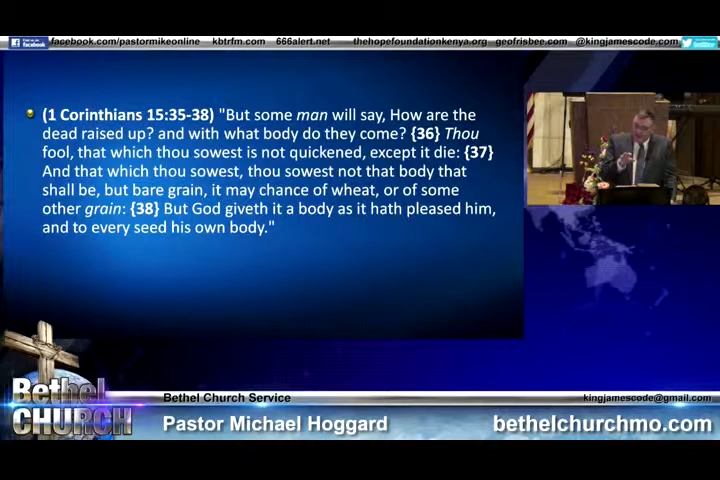 facebook.com/pastormikeonline kbtrfm.com 666alert.net thehopefoundationkenya.org geofrisbee.com @kingjamescode.com
(1 Corinthians 15:35-38) "But some man will say, How are the
dead raised up? and with what body do they come? {36} Thou
fool, that which thou sowest is not quickened, except it die: {37}
And that which thou sowest, thou sowest not that body that
shall be, but bare grain, it may chance of wheat, or of some
other grain: {38} But God giveth it a body as it hath pleased him,
and to every seed his own body."
Bethel
CHURCH
Bethel Church Service
kingjamescode@gmail.com
Pastor Michael Hoggard
bethelchurchmo.com